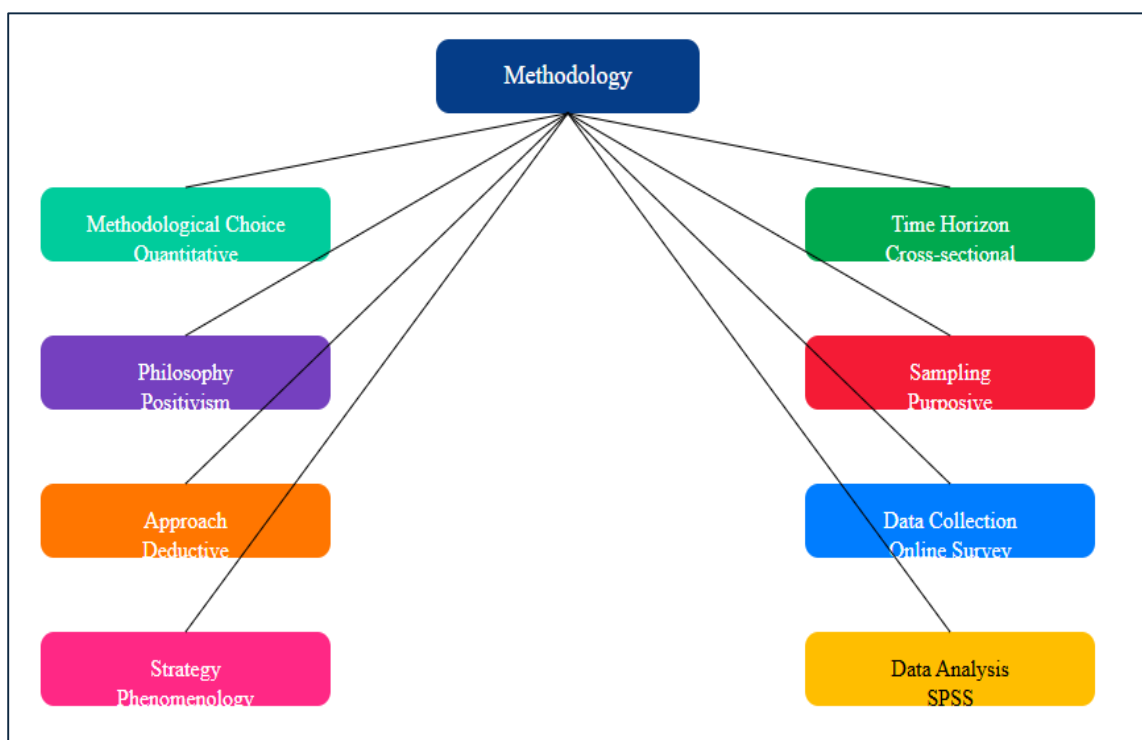 Methodology
Methodological Choice
Quantitative
Time Horizon
Cross-sectional
Philosophy
Positivism
Sampling
Purposive
Approach
Deductive
Data Collection
Online Survey
Strategy
Phenomenology
Data Analysis
SPSS